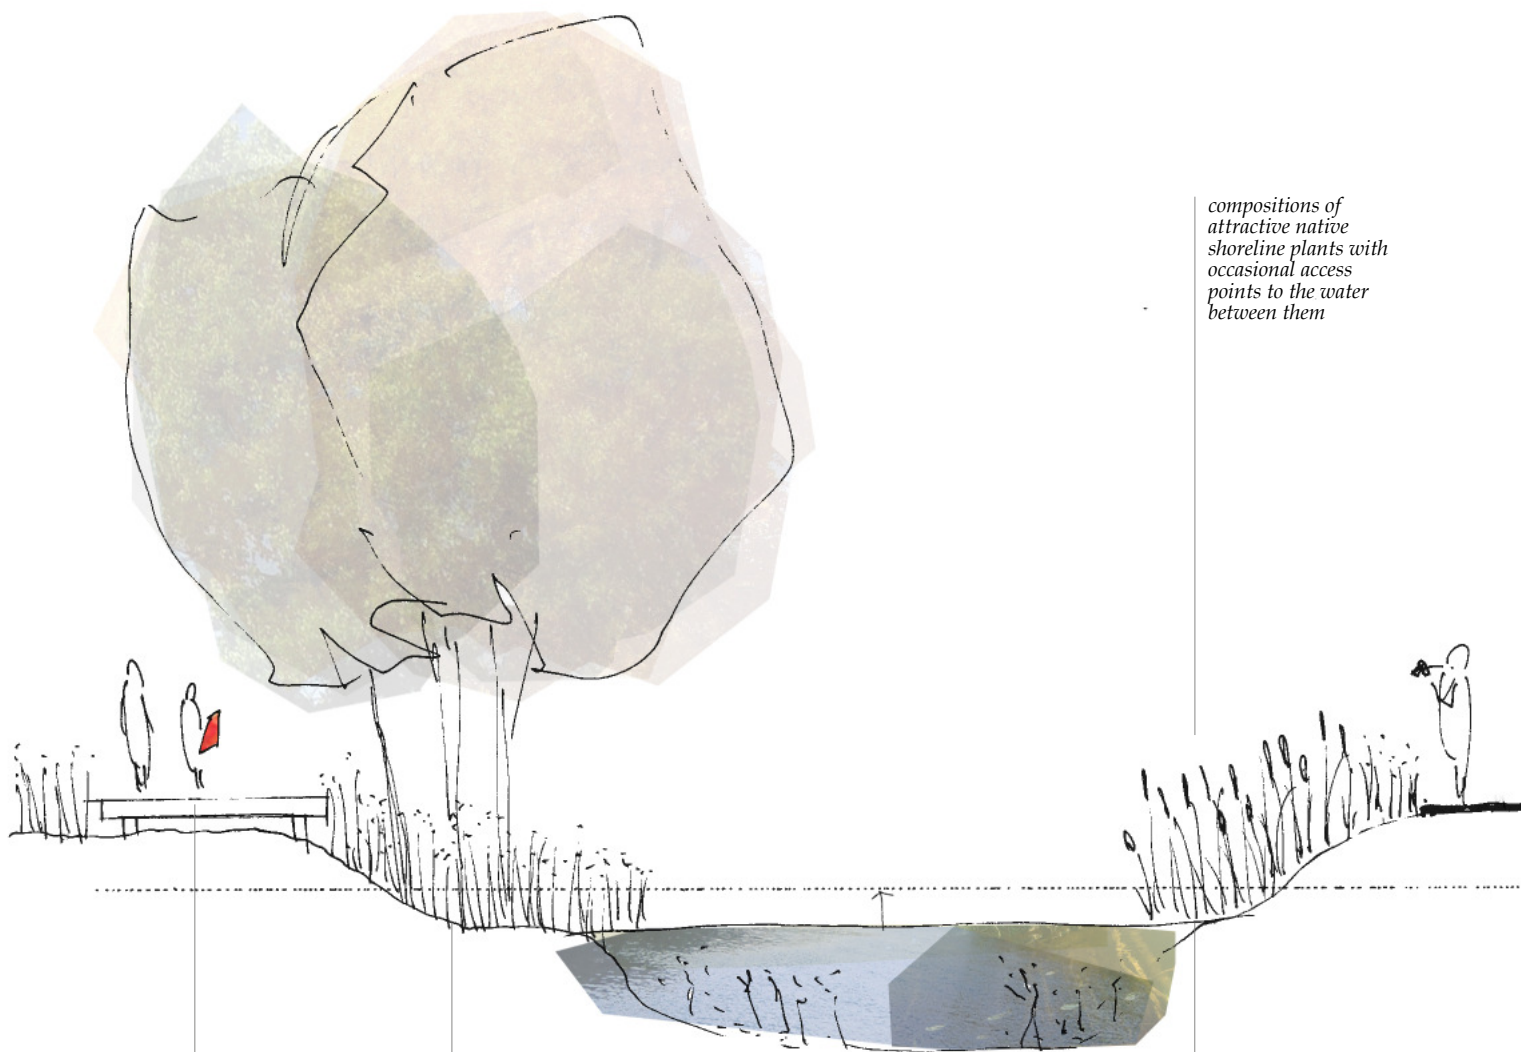 compositions of
attractive native
shoreline plants with
occasional access
points to the water
between them